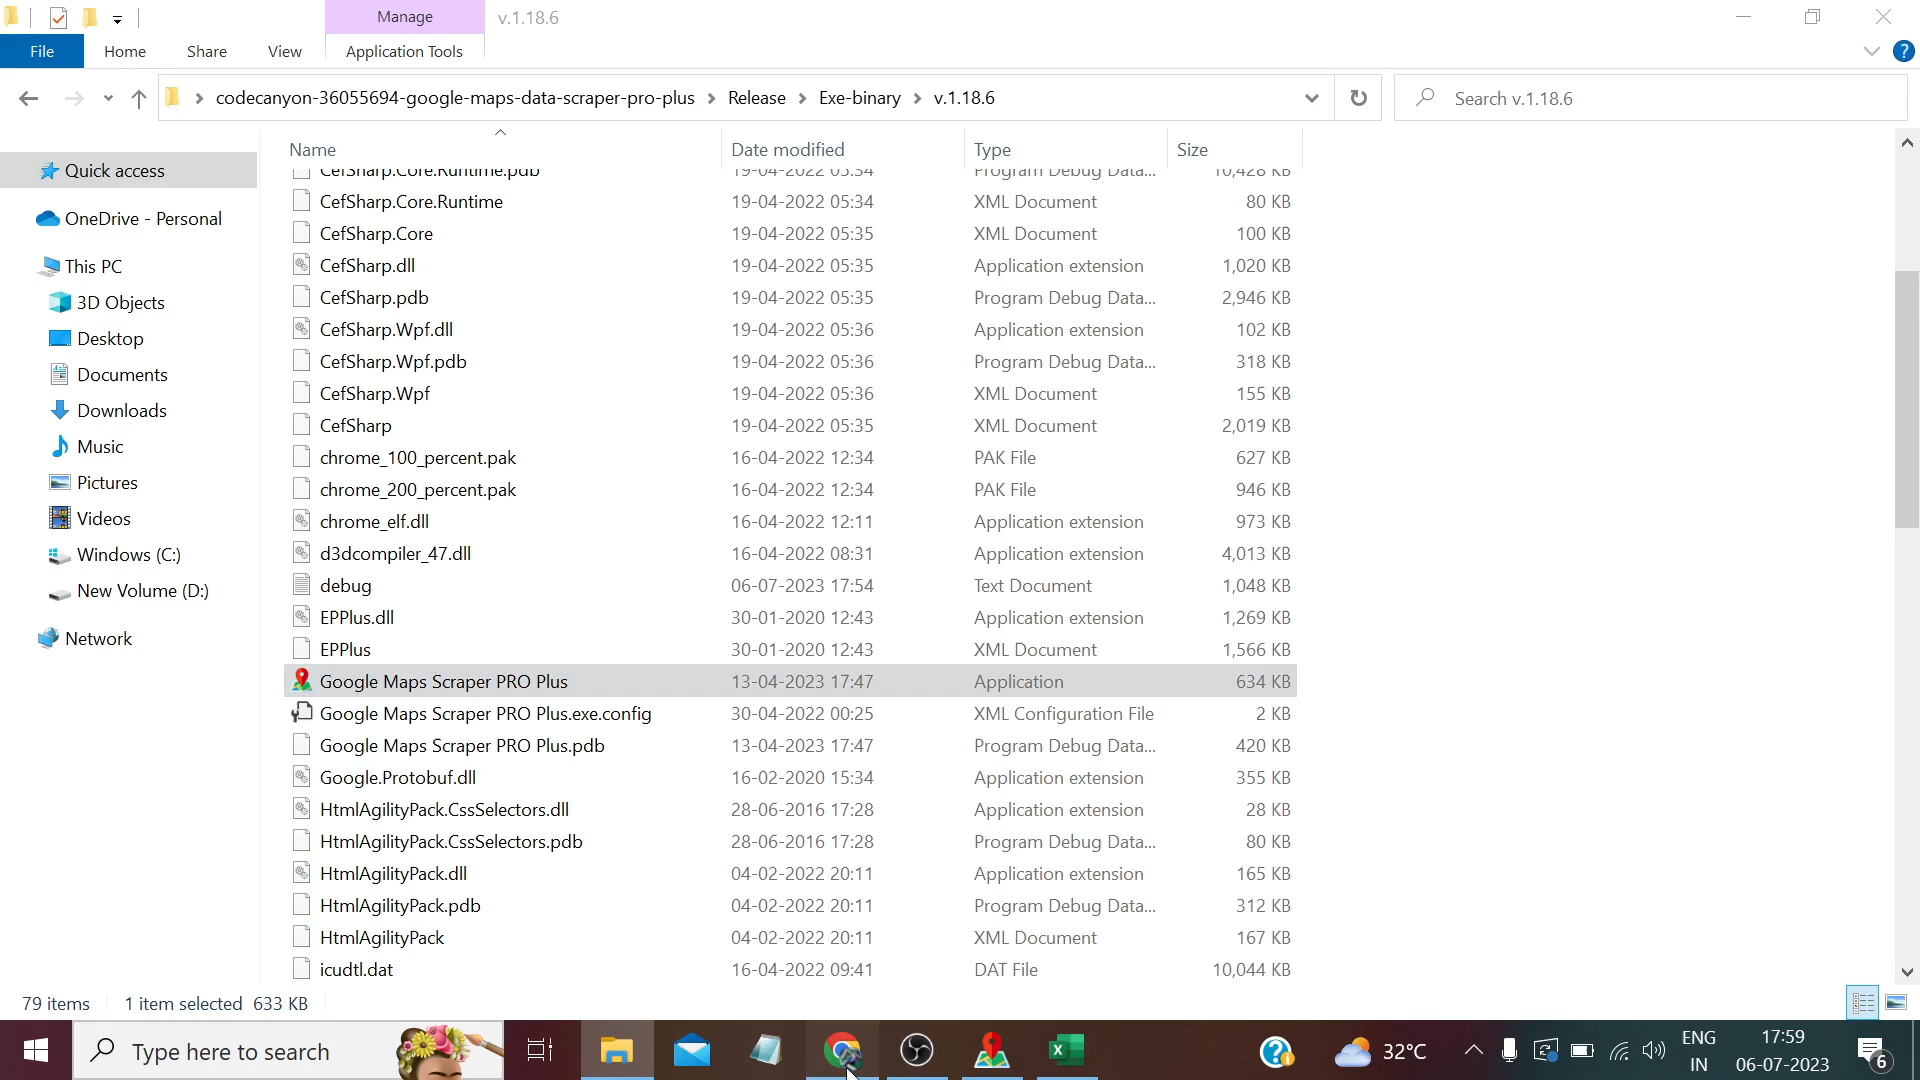 Manage
v.1.18.6
File
Home
Share
View
Application Tools
codecanyon-36055694-google-maps-data-scraper-pro-plus > Release > Exe-binary > v.1.18.6
Search v.1.18.6
Name
Date modified
Type
Size
Quick access
OneDrive - Personal
This PC
3D Objects
Desktop
Documents
Downloads
Music
Pictures
Videos
Windows (C:)
New Volume (D:)
Network
CefSharp.Core.Runtime.pdb 19-04-2022 05:34 Program Debug Data... 10,428 KB
CefSharp.Core.Runtime 19-04-2022 05:34 XML Document 80 KB
CefSharp.Core 19-04-2022 05:35 XML Document 100 KB
CefSharp.dll 19-04-2022 05:35 Application extension 1,020 KB
CefSharp.pdb 19-04-2022 05:35 Program Debug Data... 2,946 KB
CefSharp.Wpf.dll 19-04-2022 05:36 Application extension 102 KB
CefSharp.Wpf.pdb 19-04-2022 05:36 Program Debug Data... 318 KB
CefSharp.Wpf 19-04-2022 05:36 XML Document 155 KB
CefSharp 19-04-2022 05:35 XML Document 2,019 KB
chrome_100_percent.pak 16-04-2022 12:34 PAK File 627 KB
chrome_200_percent.pak 16-04-2022 12:34 PAK File 946 KB
chrome_elf.dll 16-04-2022 12:11 Application extension 973 KB
d3dcompiler_47.dll 16-04-2022 08:31 Application extension 4,013 KB
debug 06-07-2023 17:54 Text Document 1,048 KB
EPPlus.dll 30-01-2020 12:43 Application extension 1,269 KB
EPPlus 30-01-2020 12:43 XML Document 1,566 KB
Google Maps Scraper PRO Plus 13-04-2023 17:47 Application 634 KB
Google Maps Scraper PRO Plus.exe.config 30-04-2022 00:25 XML Configuration File 2 KB
Google Maps Scraper PRO Plus.pdb 13-04-2023 17:47 Program Debug Data... 420 KB
Google.Protobuf.dll 16-02-2020 15:34 Application extension 355 KB
HtmlAgilityPack.CssSelectors.dll 28-06-2016 17:28 Application extension 28 KB
HtmlAgilityPack.CssSelectors.pdb 28-06-2016 17:28 Program Debug Data... 80 KB
HtmlAgilityPack.dll 04-02-2022 20:11 Application extension 165 KB
HtmlAgilityPack.pdb 04-02-2022 20:11 Program Debug Data... 312 KB
HtmlAgilityPack 04-02-2022 20:11 XML Document 167 KB
icudtl.dat 16-04-2022 09:41 DAT File 10,044 KB
79 items 1 item selected 633 KB
Type here to search
32°C
ENG
IN
17:59
06-07-2023
6